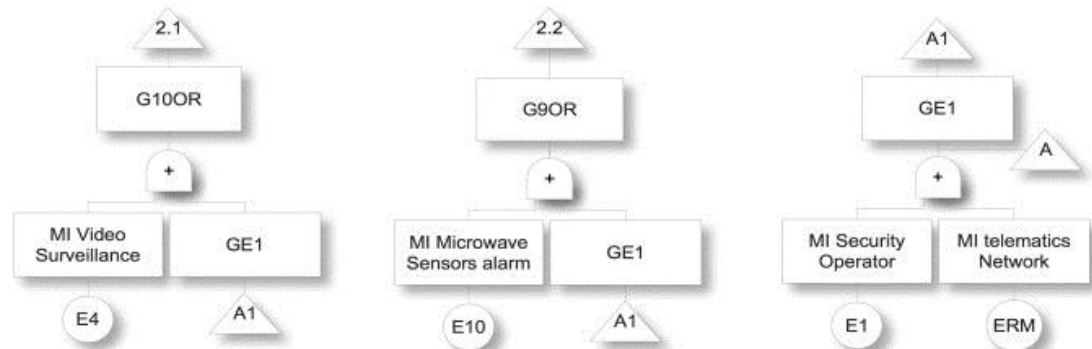 2.1
G10OR
+
MI Video
Surveillance
GE1
E4
A1
2.2
G9OR
+
MI Microwave
Sensors alarm
GE1
E10
A1
A1
GE1
A
+
MI Security
Operator
MI telematics
Network
E1
ERM